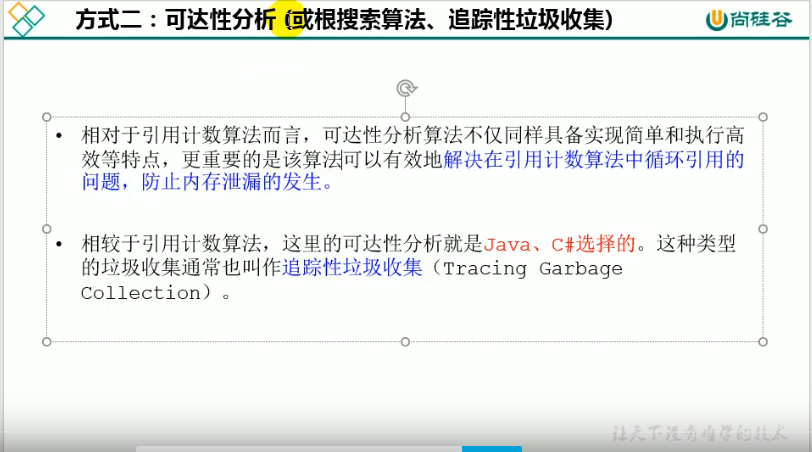 方式二：可达性分析 (或根搜索算法、追踪性垃圾收集)
尚硅谷
• 相对于引用计数算法而言，可达性分析算法不仅同样具备实现简单和执行高
效等特点，更重要的是该算法可以有效地解决在引用计数算法中循环引用的
问题，防止内存泄漏的发生。
• 相较于引用计数算法，这里的可达性分析就是Java、C#选择的。这种类型
的垃圾收集通常也叫作追踪性垃圾收集（Tracing Garbage
Collection）。
让天下没有难学的技术